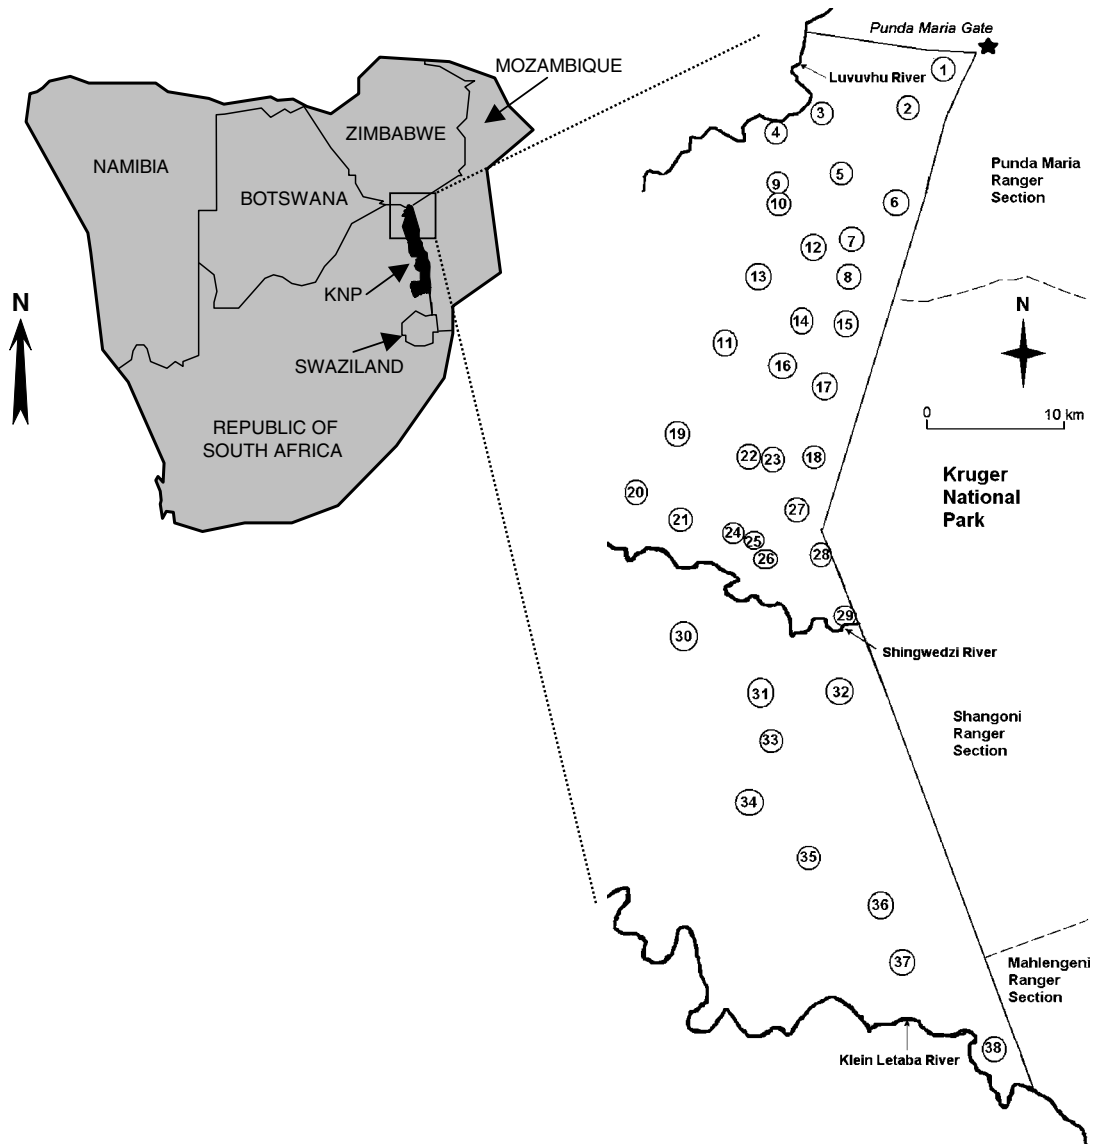 MOZAMBIQUE
ZIMBABWE
NAMIBIA
BOTSWANA
KNP
SWAZILAND
REPUBLIC OF
SOUTH AFRICA
N
Punda Maria Gate
Luvuvhu River
1
2
3
4
5
9
10
6
7
12
8
13
14
15
11
16
17
19
22
23
18
20
21
27
24
25
26
28
29
30
31
32
33
34
35
36
37
38
Punda Maria
Ranger
Section
N
0
10 km
Kruger
National
Park
Shingwedzi River
Shangoni
Ranger
Section
Mahlengeni
Ranger
Section
Klein Letaba River